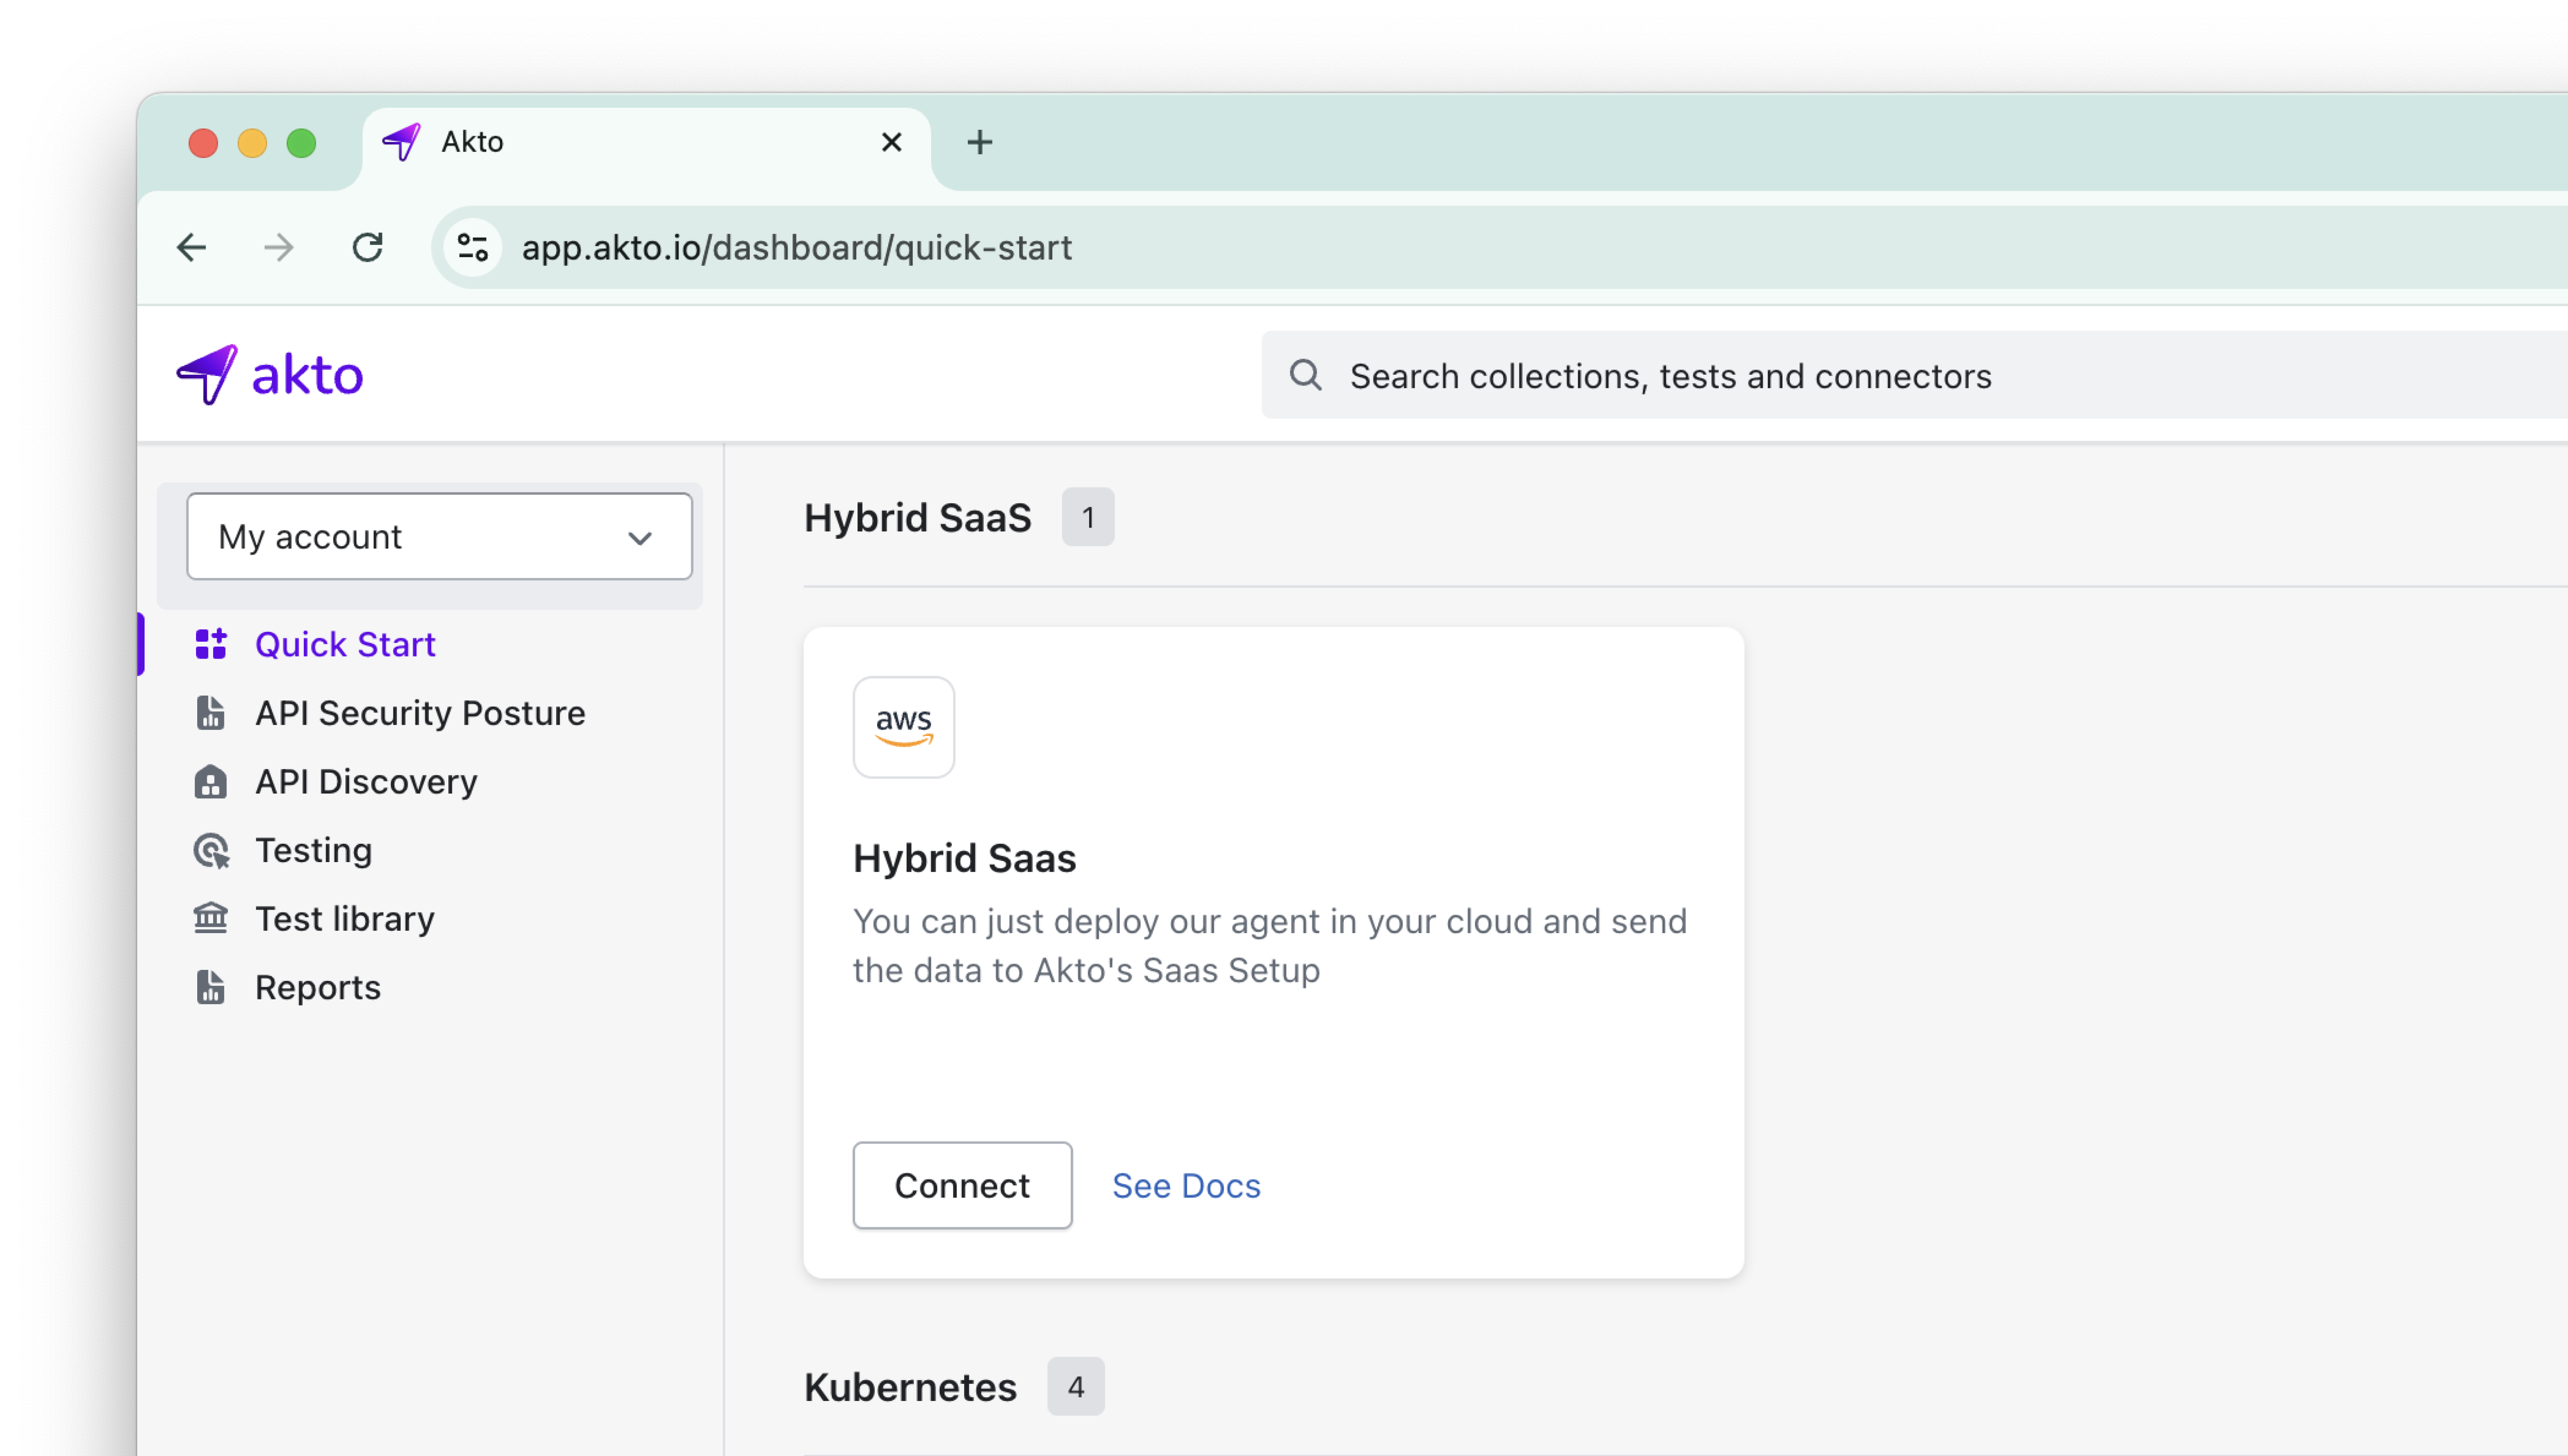 Akto
app.akto.io/dashboard/quick-start
akto
Search collections, tests and connectors
My account
Quick Start
API Security Posture
API Discovery
Testing
Test library
Reports
Hybrid SaaS 1
aws
Hybrid Saas
You can just deploy our agent in your cloud and send
the data to Akto's Saas Setup
Connect See Docs
Kubernetes 4